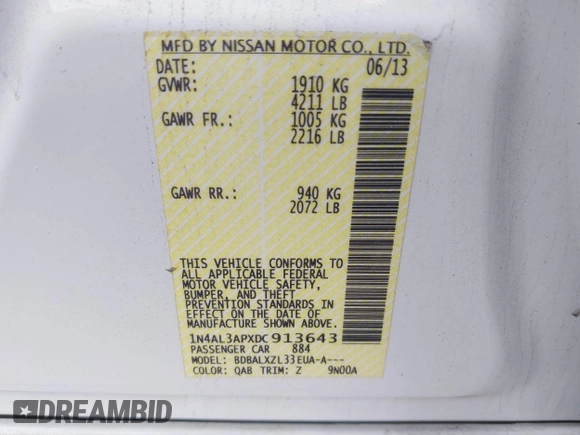 MFD BY NISSAN MOTOR CO., LTD.
DATE: 06/13
GVWR: 1910 KG
4211 LB
GAWR FR.: 1005 KG
2216 LB
GAWR RR.: 940 KG
2072 LB
THIS VEHICLE CONFORMS TO
ALL APPLICABLE FEDERAL
MOTOR VEHICLE SAFETY,
BUMPER, AND THEFT
PREVENTION STANDARDS IN
EFFECT ON THE DATE OF
MANUFACTURE SHOWN ABOVE.
1N4AL3APXDC913643
PASSENGER CAR 884
MODEL: BDBALXZL33EUA-A---
COLOR: QAB TRIM: Z 9N00A
DREAMBID